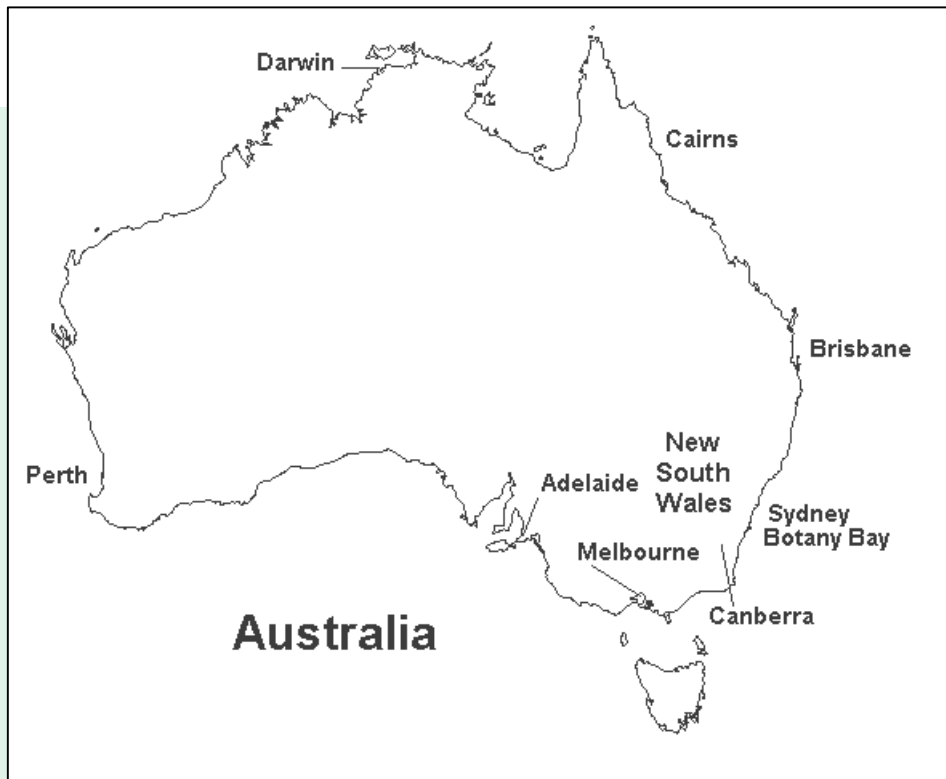 Darwin
Cairns
Brisbane
New
South
Wales
Perth
Adelaide
Sydney
Botany Bay
Melbourne
Canberra
Australia